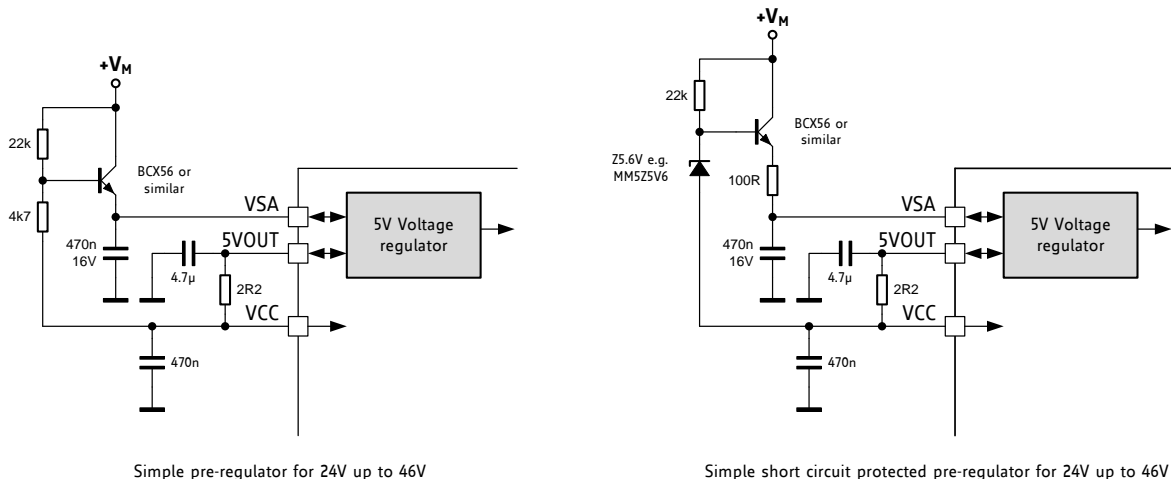 +VM
22k
BCX56 or
similar
4k7
VSA
5V Voltage
regulator
470n
16V
5VOUT
4.7µ
2R2
VCC
470n
Simple pre-regulator for 24V up to 46V
+VM
22k
BCX56 or
similar
Z5.6V e.g.
MM5Z5V6
100R
VSA
5V Voltage
regulator
470n
16V
5VOUT
4.7µ
2R2
VCC
470n
Simple short circuit protected pre-regulator for 24V up to 46V